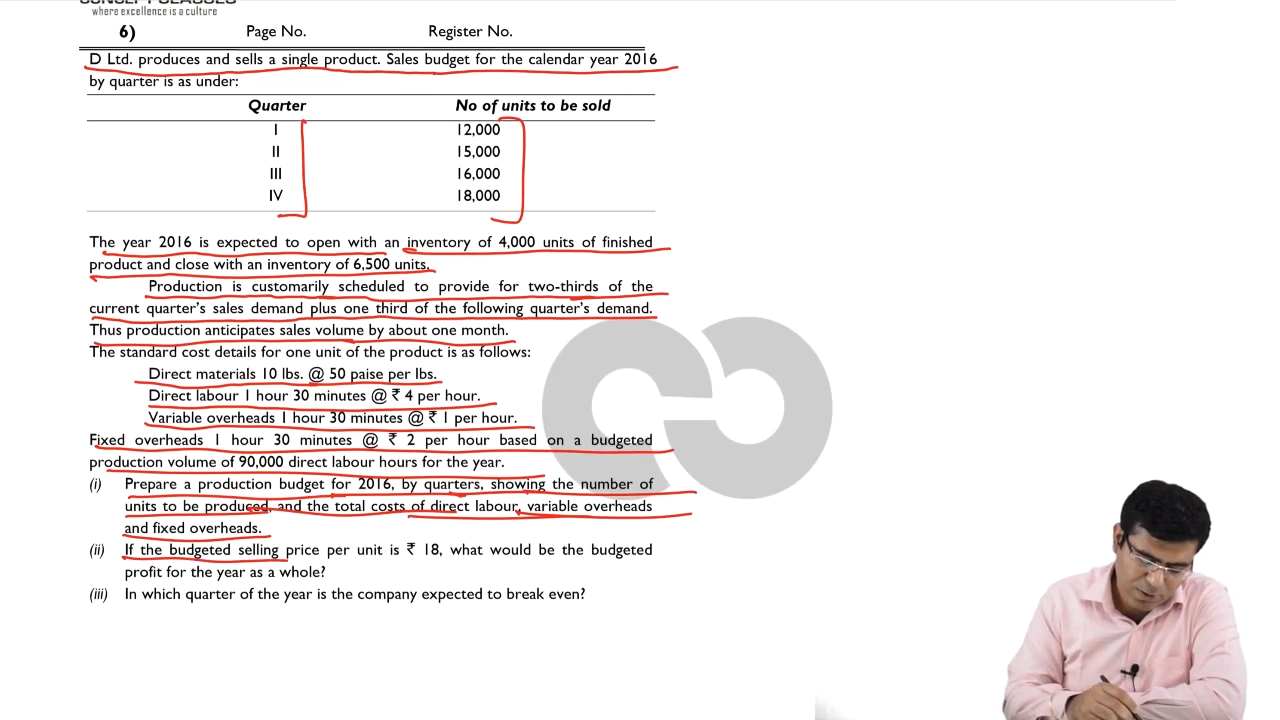 CONCEPT CLASSES
where excellence is a culture
6) Page No. Register No.
D Ltd. produces and sells a single product. Sales budget for the calendar year 2016
by quarter is as under:
Quarter No of units to be sold
I 12,000
II 15,000
III 16,000
IV 18,000
The year 2016 is expected to open with an inventory of 4,000 units of finished
product and close with an inventory of 6,500 units.
Production is customarily scheduled to provide for two-thirds of the
current quarter's sales demand plus one third of the following quarter's demand.
Thus production anticipates sales volume by about one month.
The standard cost details for one unit of the product is as follows:
Direct materials 10 lbs. @ 50 paise per lbs.
Direct labour 1 hour 30 minutes @ ₹ 4 per hour.
Variable overheads 1 hour 30 minutes @ ₹ 1 per hour.
Fixed overheads 1 hour 30 minutes @ ₹ 2 per hour based on a budgeted
production volume of 90,000 direct labour hours for the year.
(i) Prepare a production budget for 2016, by quarters, showing the number of
units to be produced, and the total costs of direct labour, variable overheads
and fixed overheads.
(ii) If the budgeted selling price per unit is ₹ 18, what would be the budgeted
profit for the year as a whole?
(iii) In which quarter of the year is the company expected to break even?